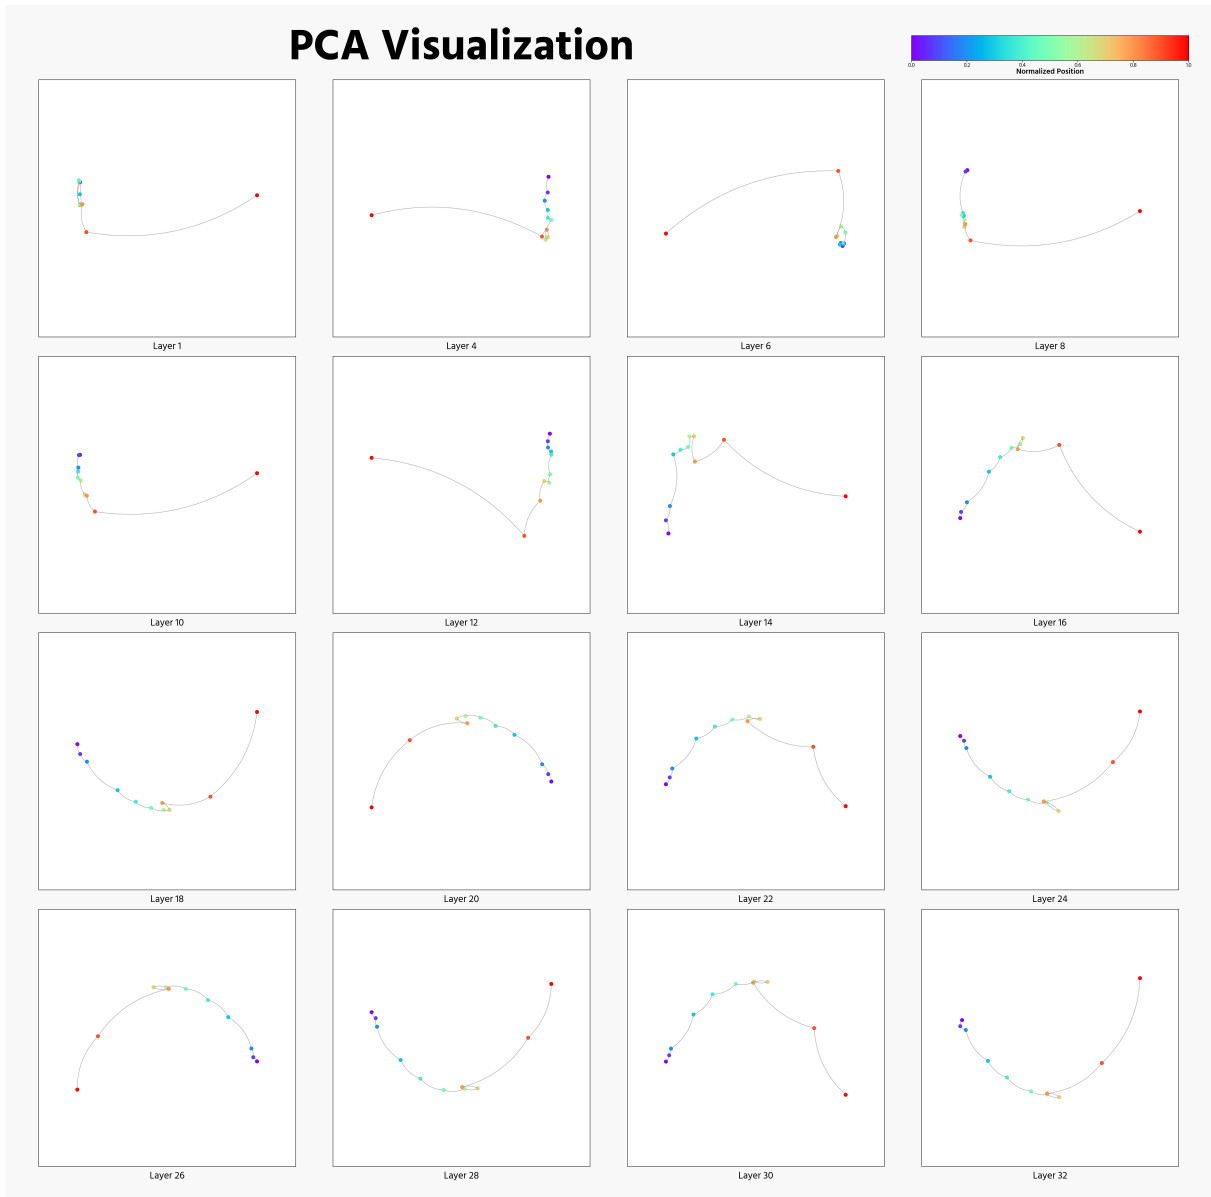 PCA Visualization
0.0 0.2 0.4 0.6 0.8 1.0
Normalized Position
Layer 1 Layer 4 Layer 6 Layer 8
Layer 10 Layer 12 Layer 14 Layer 16
Layer 18 Layer 20 Layer 22 Layer 24
Layer 26 Layer 28 Layer 30 Layer 32